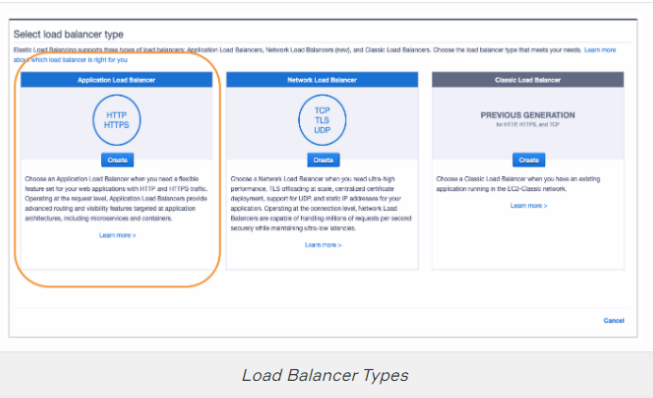 Select load balancer type
Elastic Load Balancing supports three types of load balancers: Application Load Balancers, Network Load Balancers (new), and Classic Load Balancers. Choose the load balancer type that meets your needs. Learn more
about which load balancer is right for you
Application Load Balancer
HTTP
HTTPS
Create
Choose an Application Load Balancer when you need a flexible
feature set for your web applications with HTTP and HTTPS traffic.
Operating at the request level, Application Load Balancers provide
advanced routing and visibility features targeted at application
architectures, including microservices and containers.
Learn more >
Network Load Balancer
TCP
TLS
UDP
Create
Choose a Network Load Balancer when you need ultra-high
performance, TLS offloading at scale, centralized certificate
deployment, support for UDP, and static IP addresses for your
application. Operating at the connection level, Network Load
Balancers are capable of handling millions of requests per second
securely while maintaining ultra-low latencies.
Learn more >
Classic Load Balancer
PREVIOUS GENERATION
for HTTP, HTTPS, and TCP
Create
Choose a Classic Load Balancer when you have an existing
application running in the EC2-Classic network.
Learn more >
Cancel
Load Balancer Types